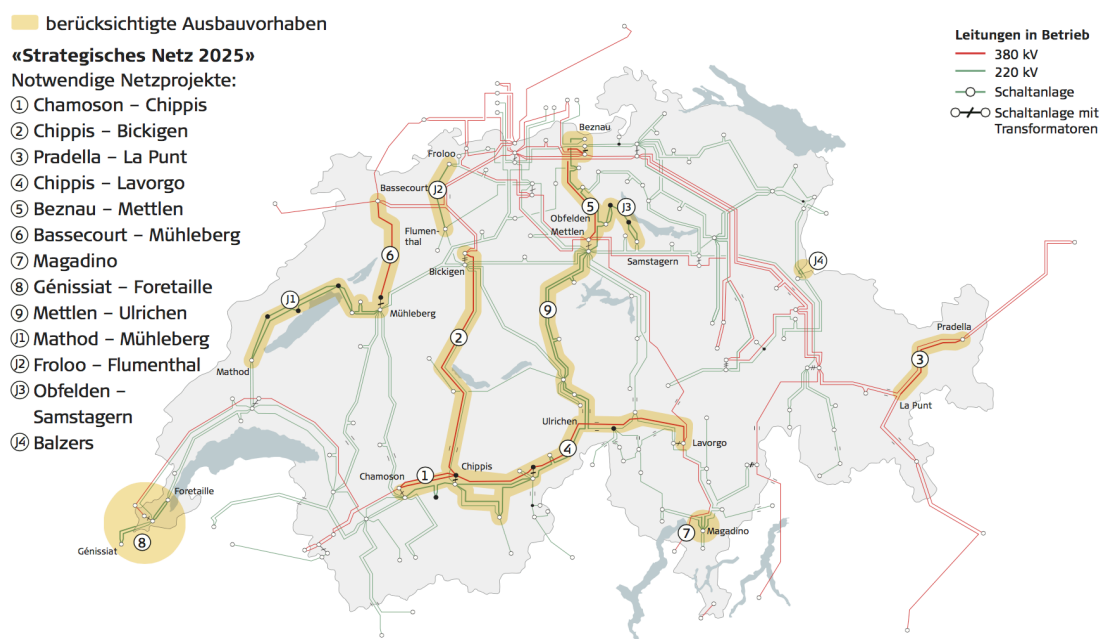 berücksichtigte Ausbauvorhaben
«Strategisches Netz 2025»
Notwendige Netzprojekte:
1 Chamoson – Chippis
2 Chippis – Bickigen
3 Pradella – La Punt
4 Chippis – Lavorgo
5 Beznau – Mettlen
6 Bassecourt – Mühleberg
7 Magadino
8 Génissiat – Foretaille
9 Mettlen – Ulrichen
J1 Mathod – Mühleberg
J2 Froloo – Flumenthal
J3 Obfelden –
Samstagern
J4 Balzers
Leitungen in Betrieb
380 kV
220 kV
Schaltanlage
Schaltanlage mit
Transformatoren
Beznau
Froloo
Bassecourt
J2
J3
5
Obfelden
Mettlen
Flumen-
thal
6
Bickigen
Samstagern
J4
J1
Mühleberg
9
Pradella
2
3
Mathod
La Punt
Ulrichen
Lavorgo
4
Chippis
1
Chamoson
Foretaille
7
Magadino
8
Génissiat